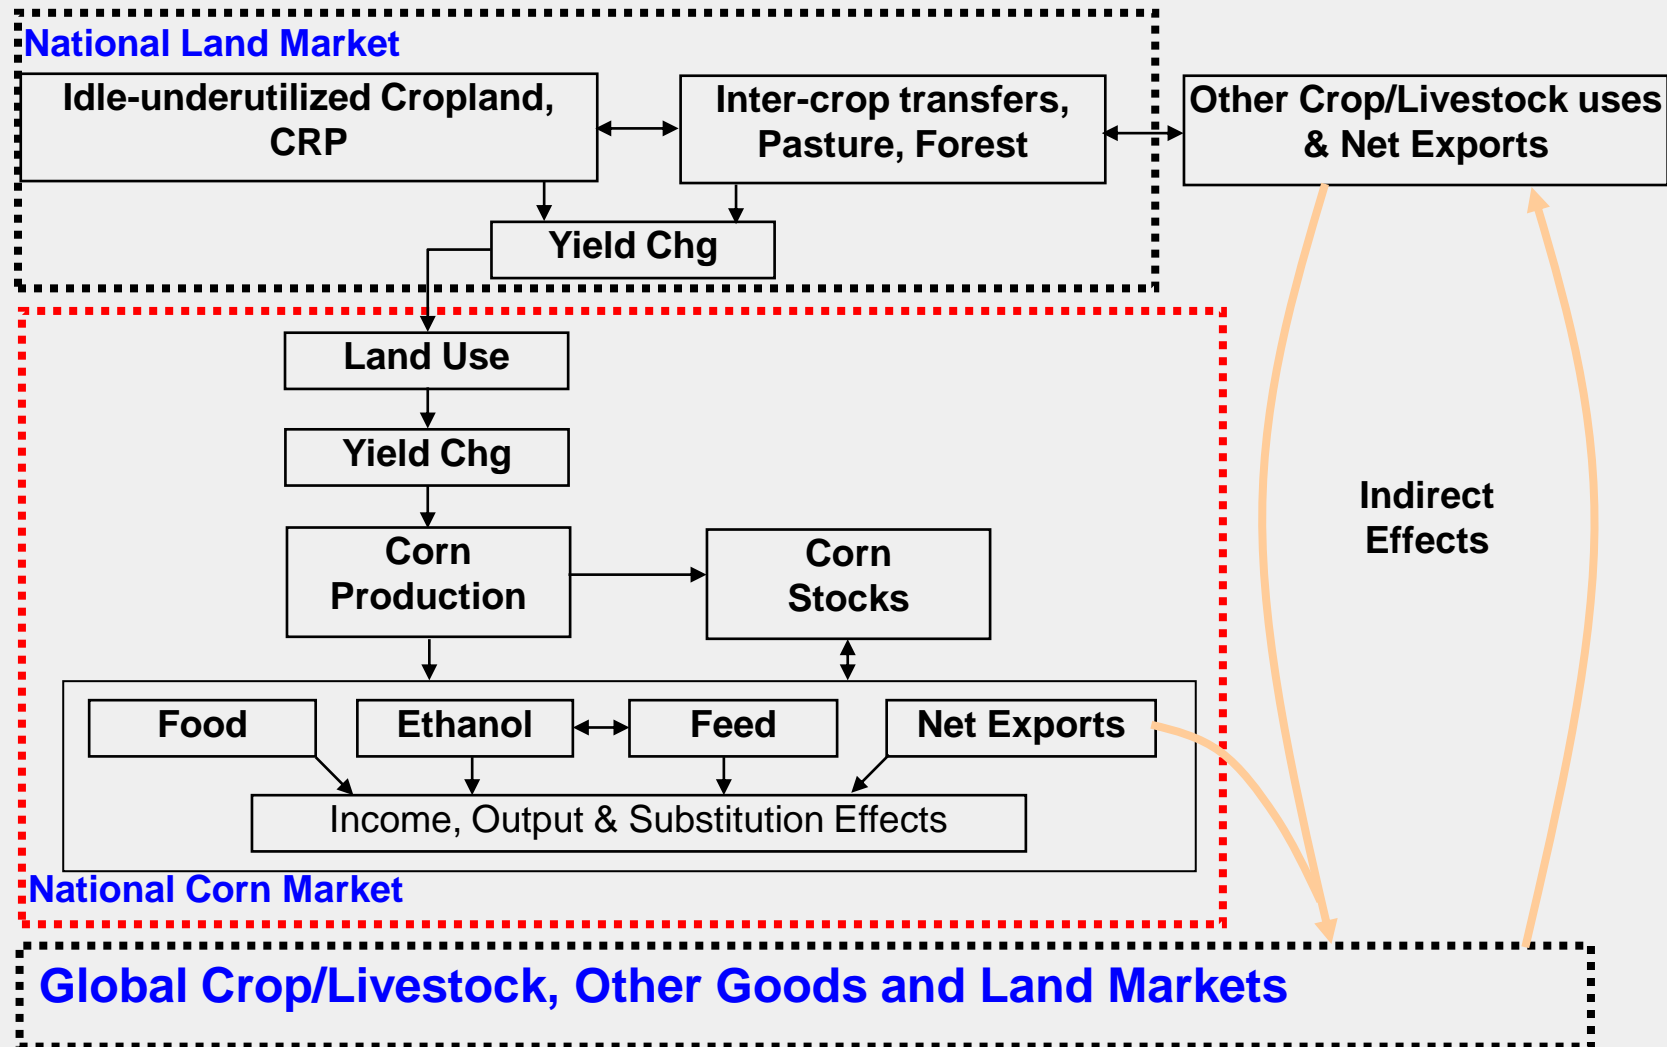 National Land Market
Idle-underutilized Cropland,
CRP
Inter-crop transfers,
Pasture, Forest
Other Crop/Livestock uses
& Net Exports
Yield Chg
Land Use
Yield Chg
Corn
Production
Corn
Stocks
Indirect
Effects
Food
Ethanol
Feed
Net Exports
Income, Output & Substitution Effects
National Corn Market
Global Crop/Livestock, Other Goods and Land Markets